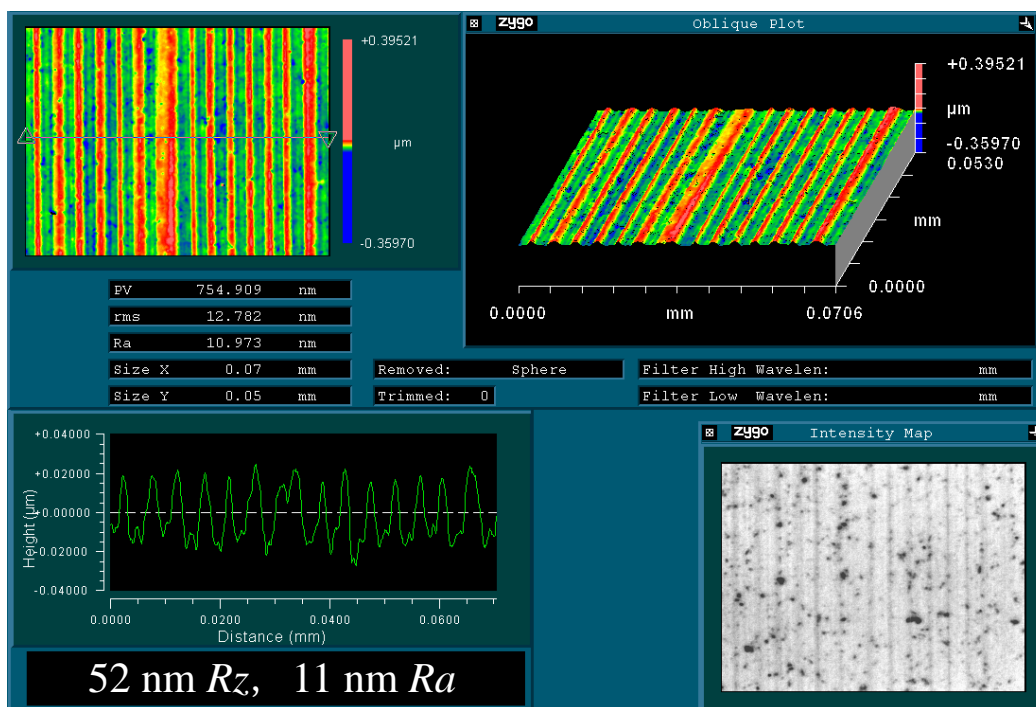 zygo Oblique Plot
+0.39521
µm
-0.35970
+0.39521
µm
-0.35970
0.0530
mm
0.0000
0.0000 mm 0.0706
PV 754.909 nm
rms 12.782 nm
Ra 10.973 nm
Size X 0.07 mm
Size Y 0.05 mm
Removed: Sphere
Trimmed: 0
Filter High Wavelen: mm
Filter Low Wavelen: mm
+0.04000
+0.02000
+0.00000
-0.02000
-0.04000
Height (µm)
0.0000 0.0200 0.0400 0.0600
Distance (mm)
zygo Intensity Map
52 nm Rz, 11 nm Ra